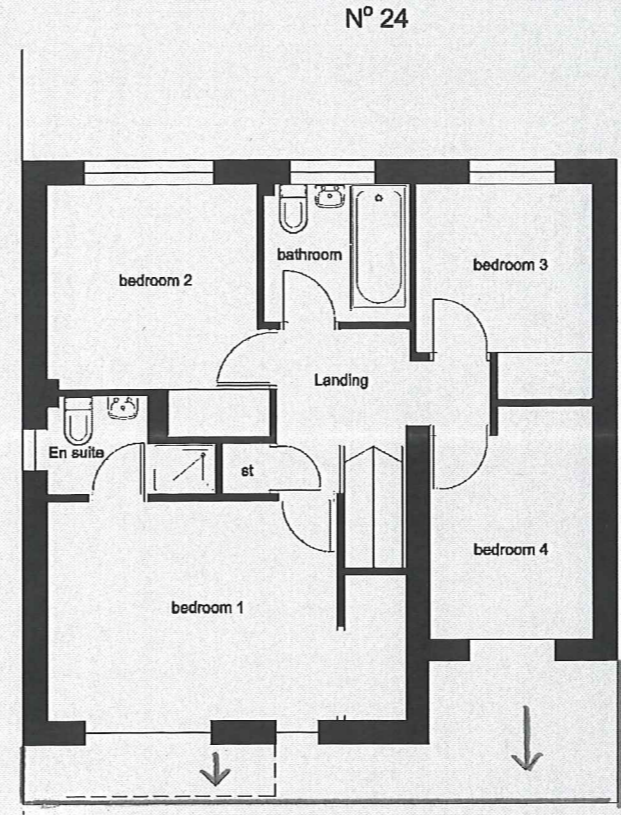 Nº 24
bedroom 2
bathroom
bedroom 3
Landing
En suite
st
bedroom 4
bedroom 1